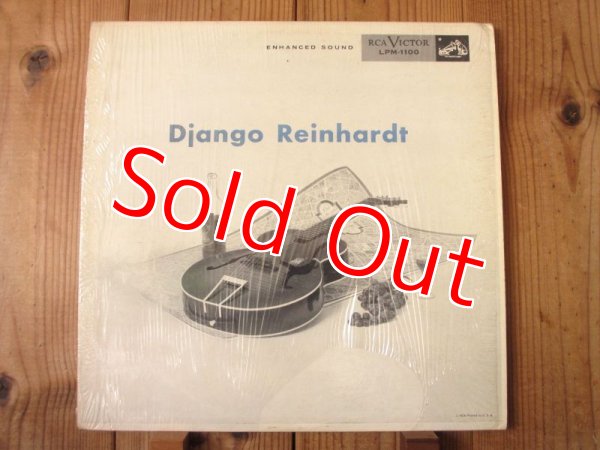 ENHANCED SOUND
RCA VICTOR
LPM-1100
Django Reinhardt
Sold Out